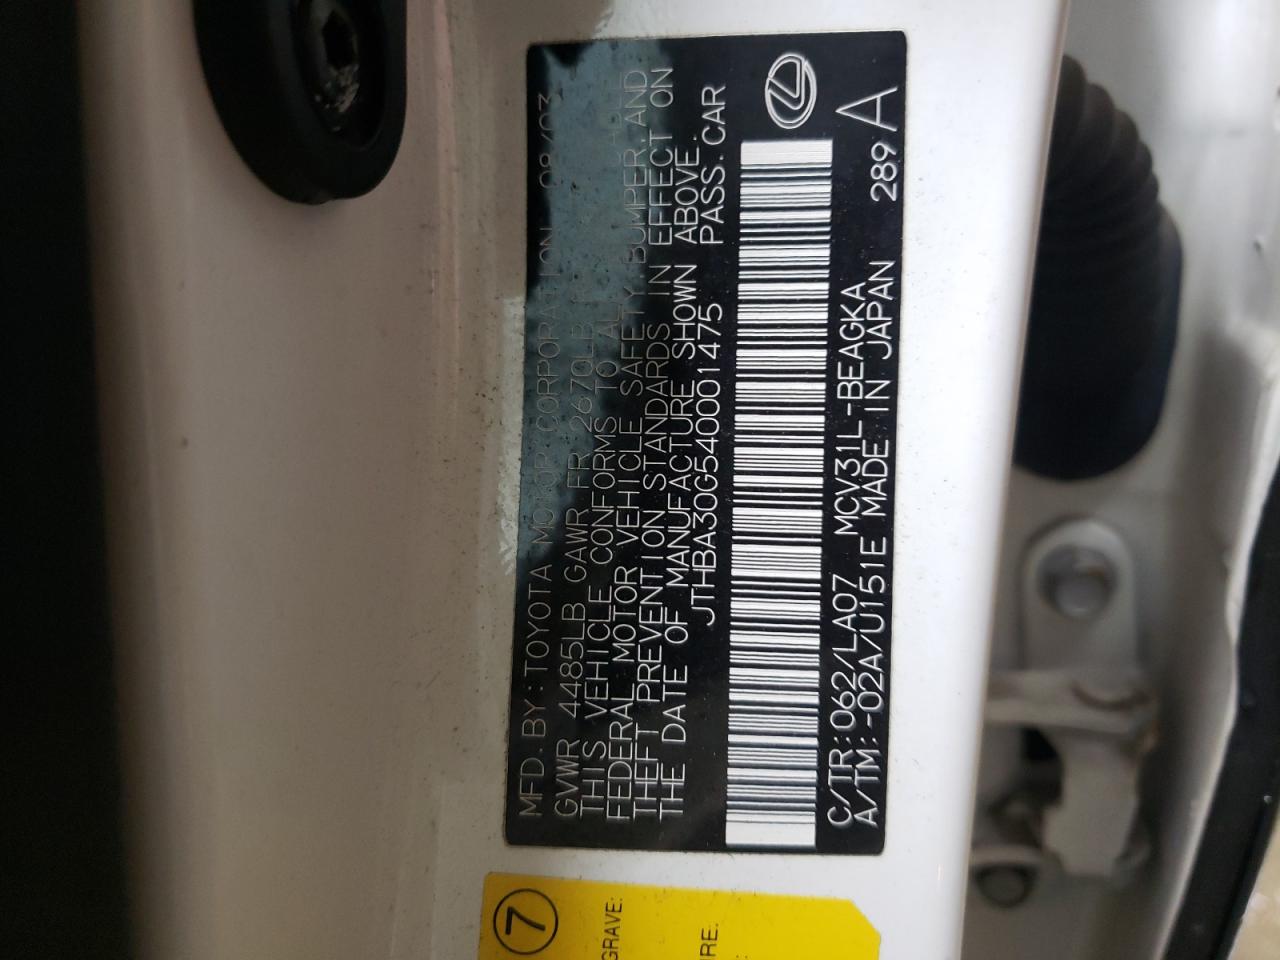 MFD. BY: TOYOTA MOTOR CORPORATION 08/03
GVWR 4485LB GAWR FR 2670LB
THIS VEHICLE CONFORMS TO ALL
FEDERAL MOTOR VEHICLE SAFETY, BUMPER, AND
THEFT PREVENTION STANDARDS IN EFFECT ON
THE DATE OF MANUFACTURE SHOWN ABOVE.
JTHBA30G540001475 PASS. CAR
C/TR: 062/LA07 MCV31L-BEAGKA
A/TM: -02A/U151E MADE IN JAPAN 289 A
7
GRAVE: